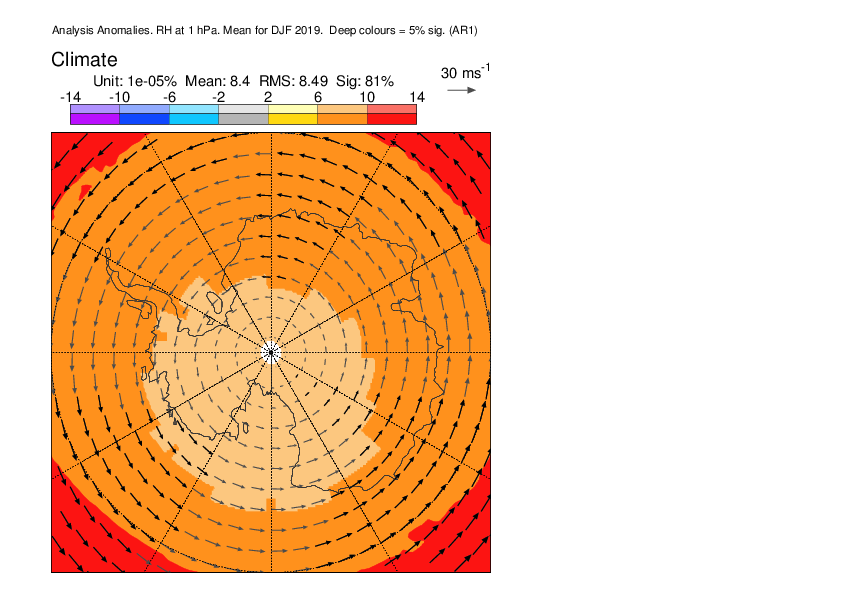 Analysis Anomalies. RH at 1 hPa. Mean for DJF 2019.  Deep colours = 5% sig. (AR1)
Climate
30 ms-1
Unit: 1e-05%  Mean: 8.4  RMS: 8.49  Sig: 81%
-14 -10 -6 -2 2 6 10 14